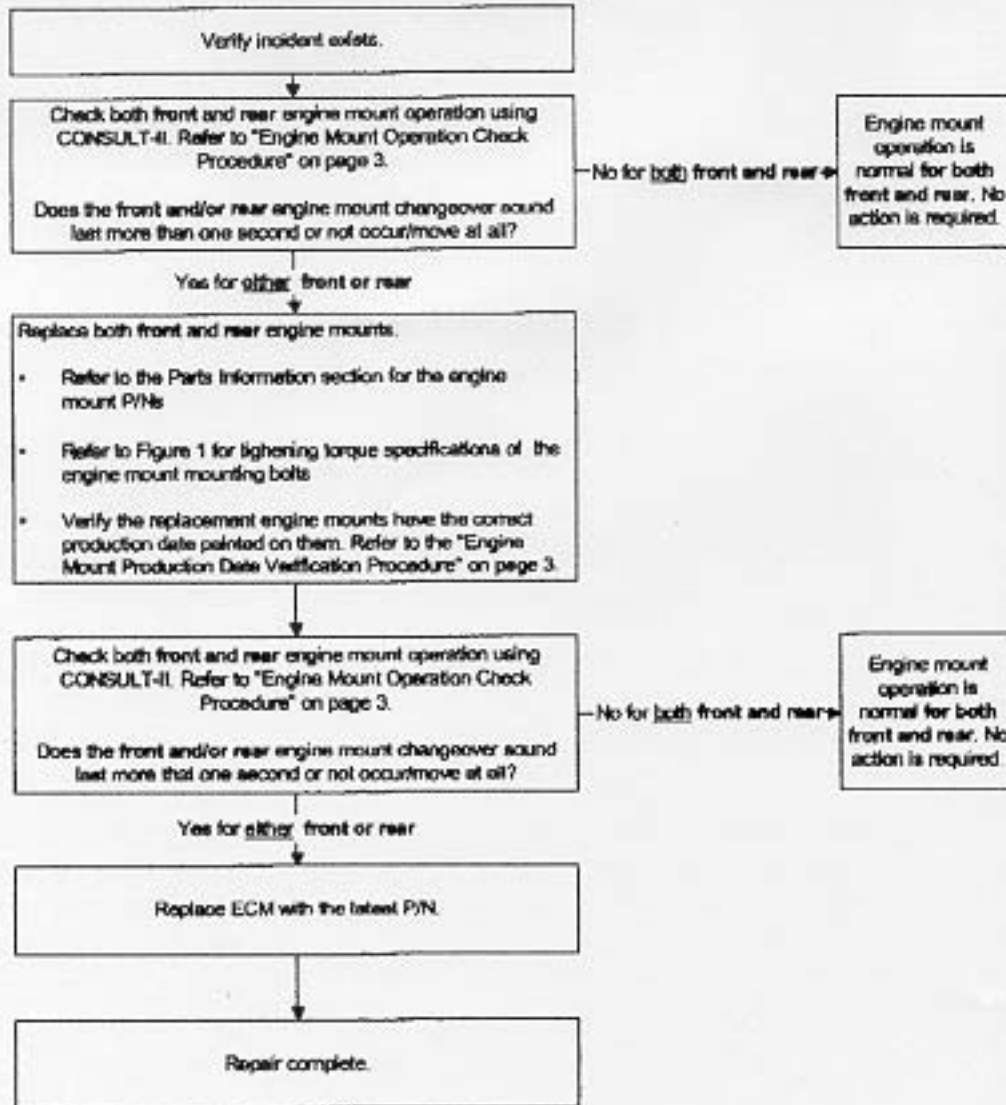 Verify incident exists.
Check both front and rear engine mount operation using
CONSULT-II. Refer to "Engine Mount Operation Check
Procedure" on page 3.
Does the front and/or rear engine mount changeover sound
last more than one second or not occur/move at all?
No for both front and rear
Engine mount
operation is
normal for both
front and rear. No
action is required.
Yes for either front or rear
Replace both front and rear engine mounts.
• Refer to the Parts Information section for the engine
mount P/Ns
• Refer to Figure 1 for tighening torque specifications of the
engine mount mounting bolts
• Verify the replacement engine mounts have the correct
production date painted on them. Refer to the "Engine
Mount Production Date Verification Procedure" on page 3.
Check both front and rear engine mount operation using
CONSULT-II. Refer to "Engine Mount Operation Check
Procedure" on page 3.
Does the front and/or rear engine mount changeover sound
last more that one second or not occur/move at all?
No for both front and rear
Engine mount
operation is
normal for both
front and rear. No
action is required
Yes for either front or rear
Replace ECM with the latest P/N.
Repair complete.